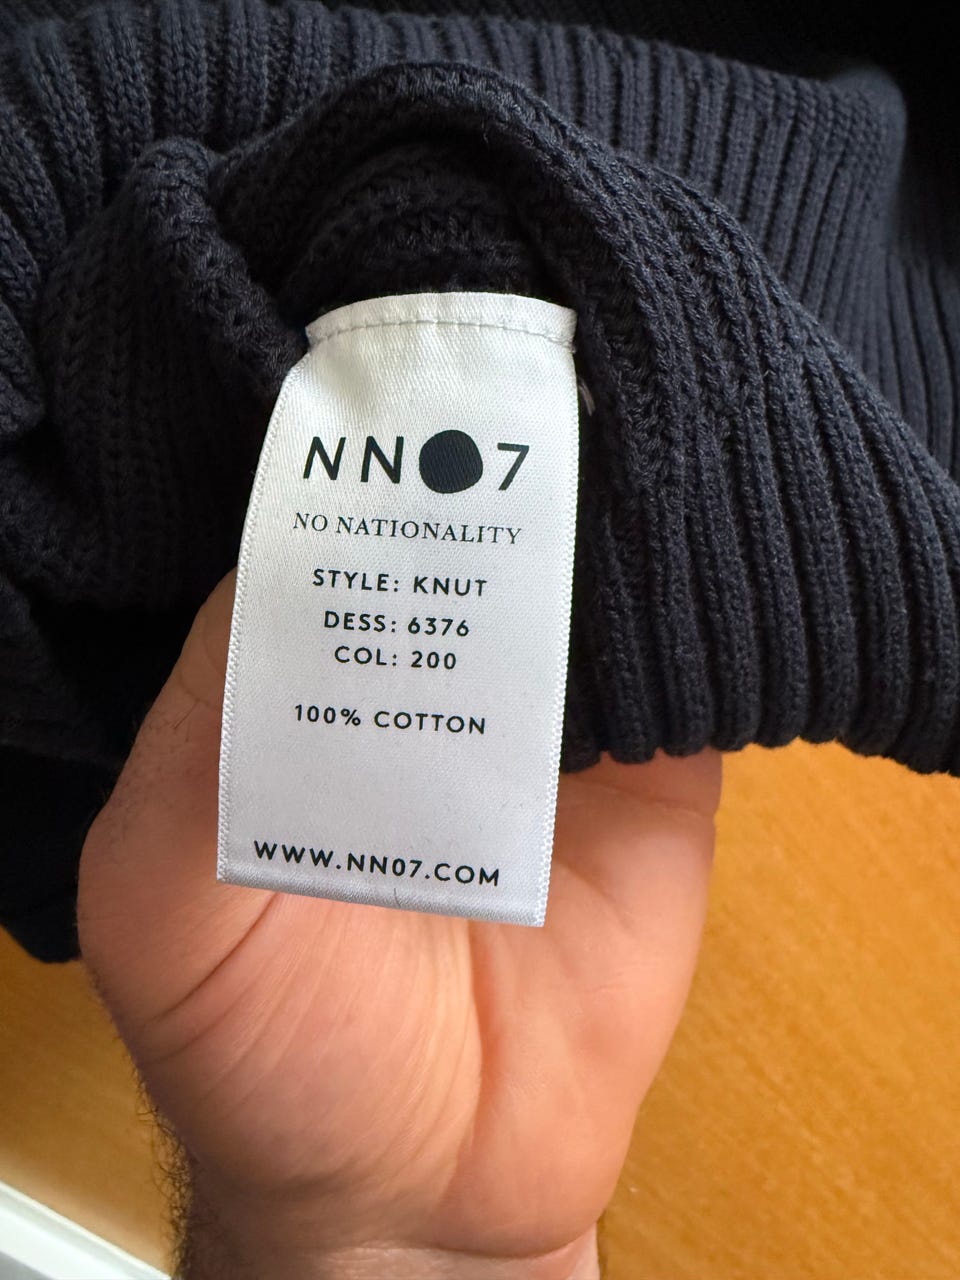 NN07
NO NATIONALITY
STYLE: KNUT
DESS: 6376
COL: 200
100% COTTON
WWW.NN07.COM